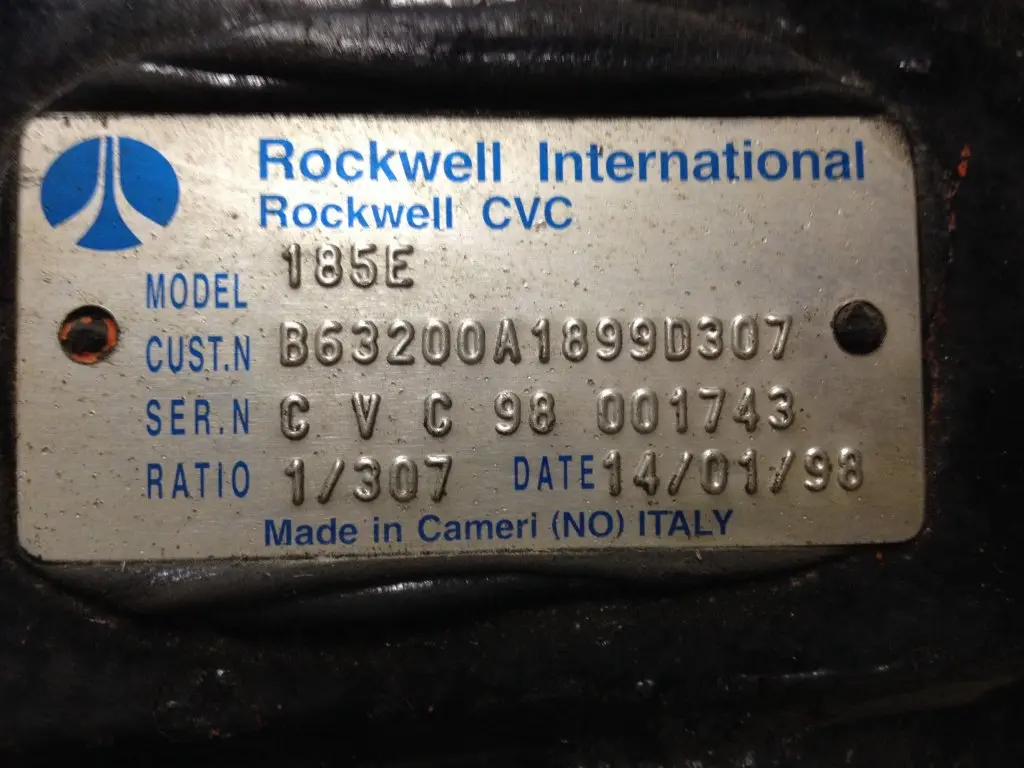 Rockwell International
Rockwell CVC
MODEL 185E
CUST.N B63200A1899D307
SER.N C V C 98 001743
RATIO 1/307 DATE 14/01/98
Made in Cameri (NO) ITALY